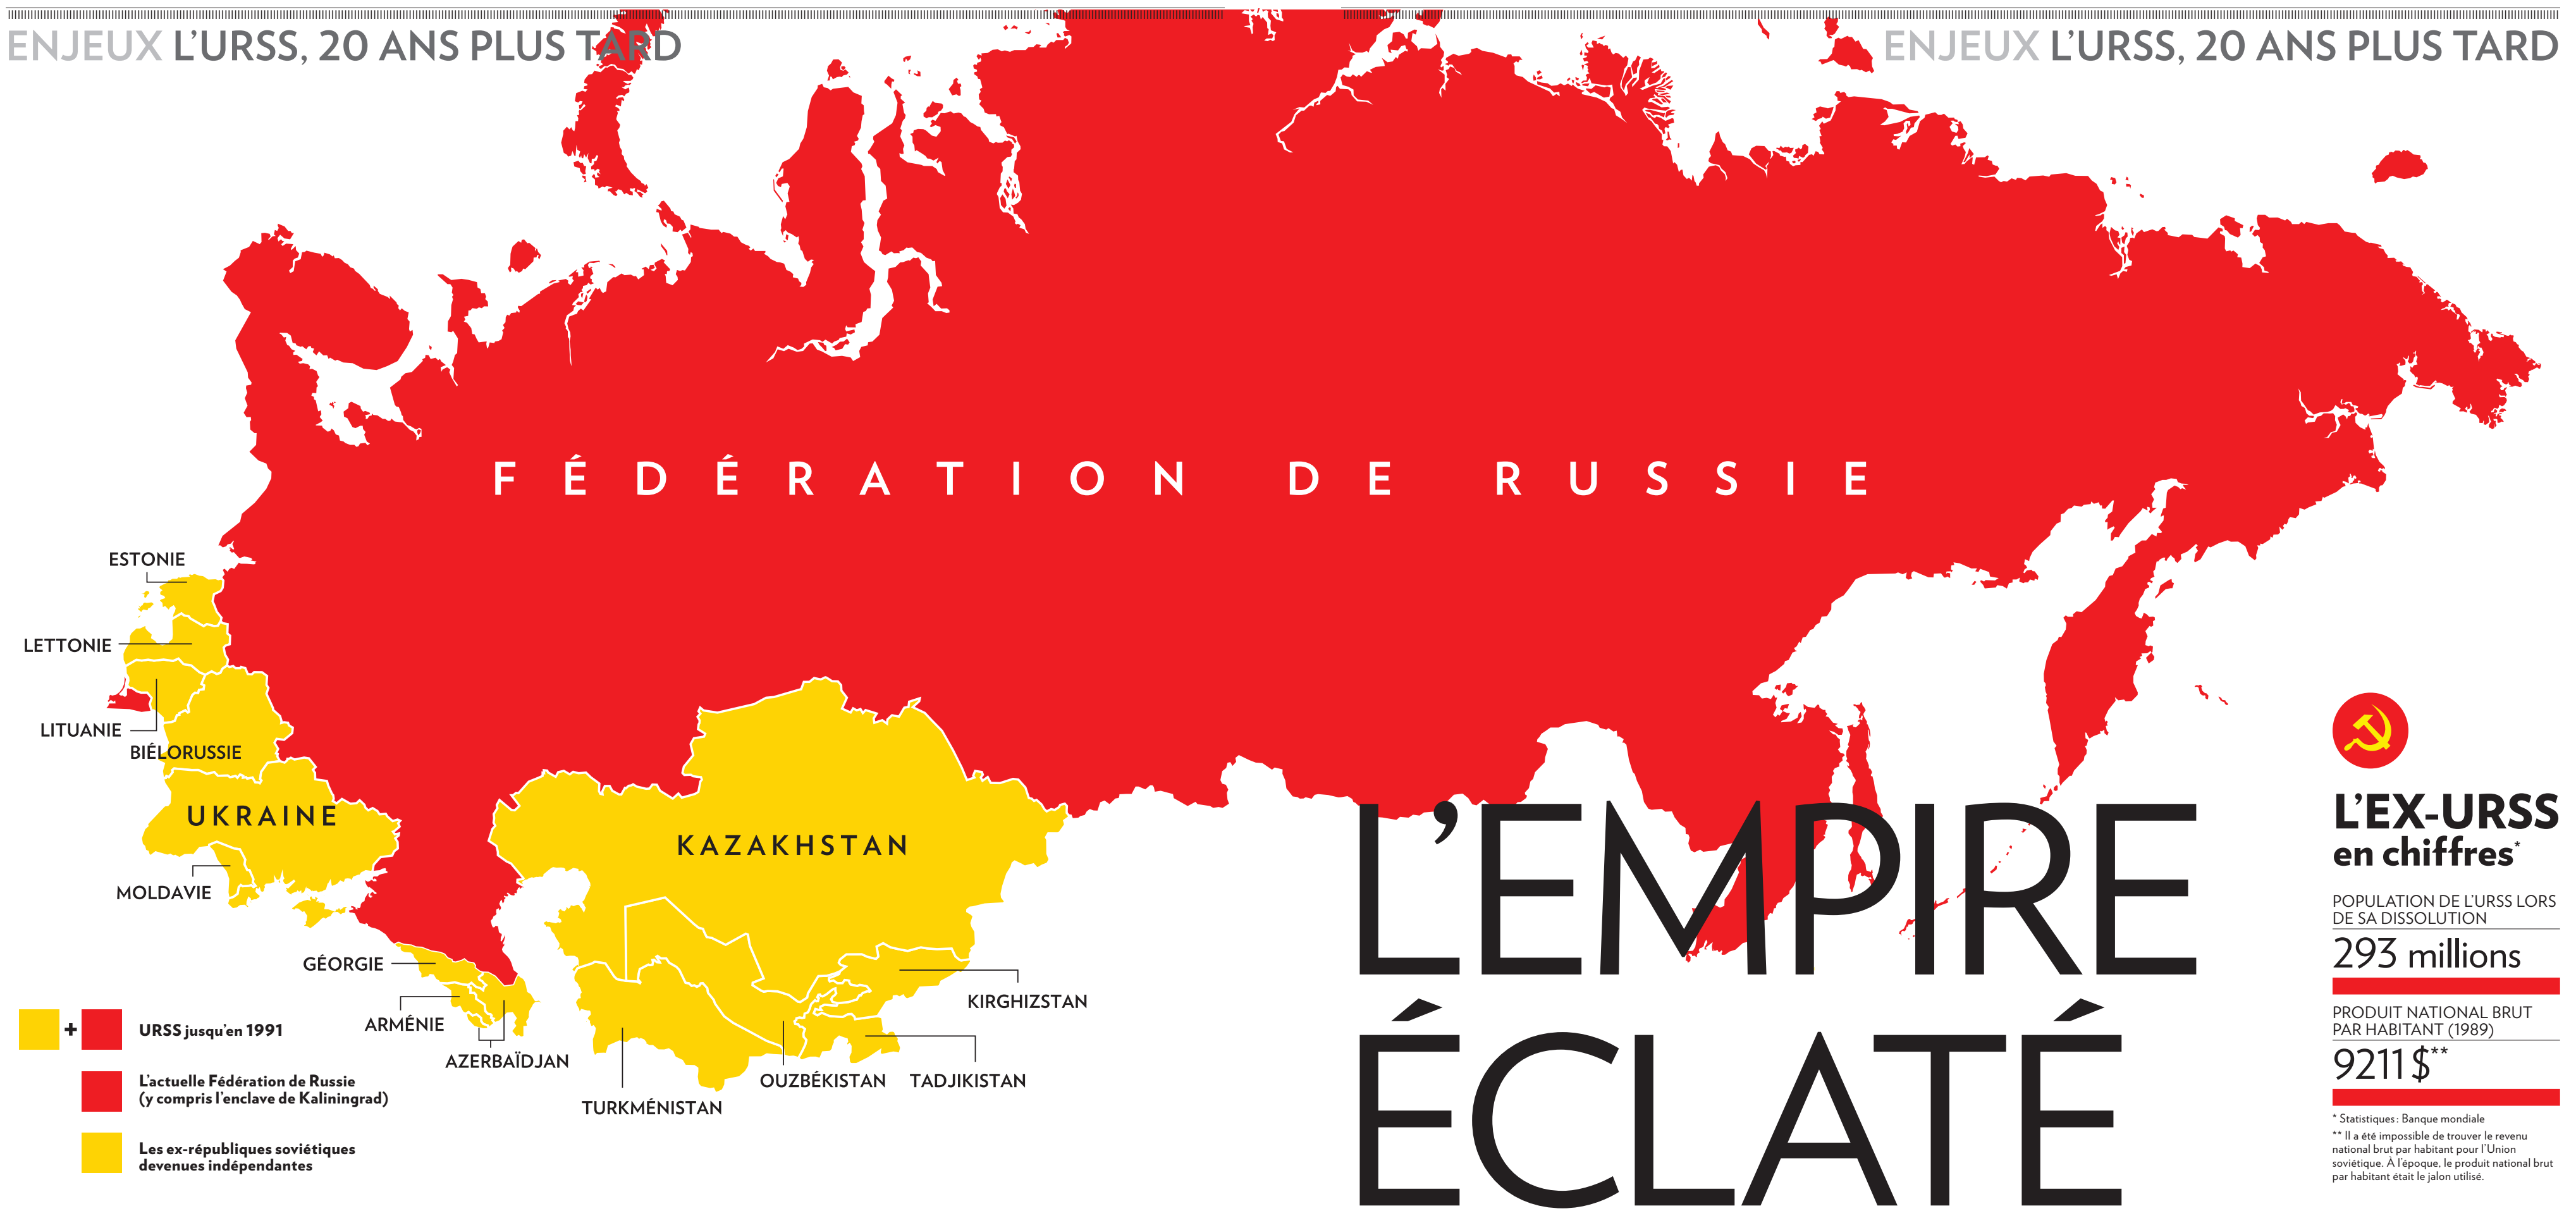 ENJEUX L'URSS, 20 ANS PLUS TARD
ENJEUX L'URSS, 20 ANS PLUS TARD
FÉDÉRATION DE RUSSIE
ESTONIE
LETTONIE
LITUANIE
BIÉLORUSSIE
UKRAINE
MOLDAVIE
KAZAKHSTAN
GÉORGIE
ARMÉNIE
AZERBAÏDJAN
TURKMÉNISTAN
OUZBÉKISTAN
TADJIKISTAN
KIRGHIZSTAN
+ URSS jusqu'en 1991
L'actuelle Fédération de Russie
(y compris l'enclave de Kaliningrad)
Les ex-républiques soviétiques
devenues indépendantes
L'EMPIRE
ÉCLATÉ
L'EX-URSS
en chiffres*
POPULATION DE L'URSS LORS
DE SA DISSOLUTION
293 millions
PRODUIT NATIONAL BRUT
PAR HABITANT (1989)
9211 $**
* Statistiques : Banque mondiale
** Il a été impossible de trouver le revenu
national brut par habitant pour l'Union
soviétique. À l'époque, le produit national brut
par habitant était le jalon utilisé.